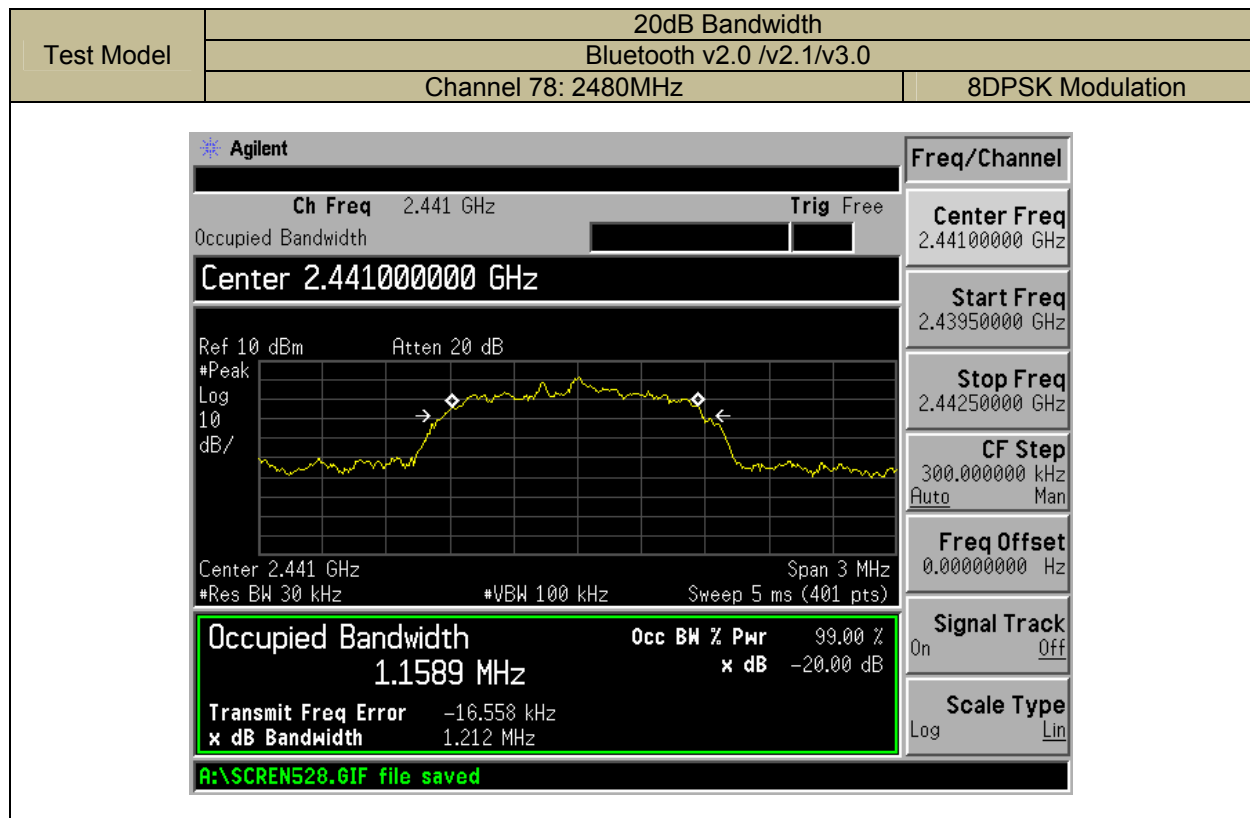 Test Model
20dB Bandwidth
Bluetooth v2.0 /v2.1/v3.0
Channel 78: 2480MHz
8DPSK Modulation
Agilent
Freq/Channel
Ch Freq 2.441 GHz Trig Free
Occupied Bandwidth
Center 2.441000000 GHz
Ref 10 dBm Atten 20 dB
#Peak
Log
10
dB/
Center 2.441 GHz Span 3 MHz
#Res BW 30 kHz #VBW 100 kHz Sweep 5 ms (401 pts)
Occupied Bandwidth
1.1589 MHz
Occ BW % Pwr 99.00 %
x dB -20.00 dB
Transmit Freq Error -16.558 kHz
x dB Bandwidth 1.212 MHz
A:\SCREN528.GIF file saved
Center Freq
2.44100000 GHz
Start Freq
2.43950000 GHz
Stop Freq
2.44250000 GHz
CF Step
300.000000 kHz
Auto Man
Freq Offset
0.00000000 Hz
Signal Track
On Off
Scale Type
Log Lin